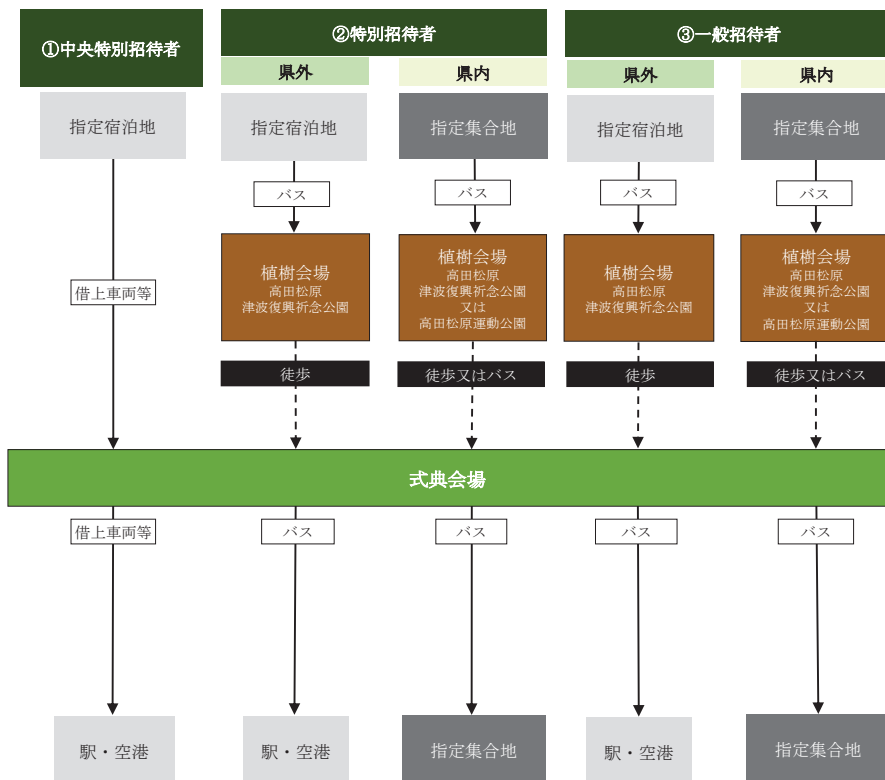 ①中央特別招待者
②特別招待者
③一般招待者
県外
県内
県外
県内
指定宿泊地
指定宿泊地
指定集合地
指定宿泊地
指定集合地
バス
バス
バス
バス
借上車両等
植樹会場
高田松原
津波復興祈念公園
植樹会場
高田松原
津波復興祈念公園
又は
高田松原運動公園
植樹会場
高田松原
津波復興祈念公園
植樹会場
高田松原
津波復興祈念公園
又は
高田松原運動公園
徒歩
徒歩又はバス
徒歩
徒歩又はバス
式典会場
借上車両等
バス
バス
バス
バス
駅・空港
駅・空港
指定集合地
駅・空港
指定集合地